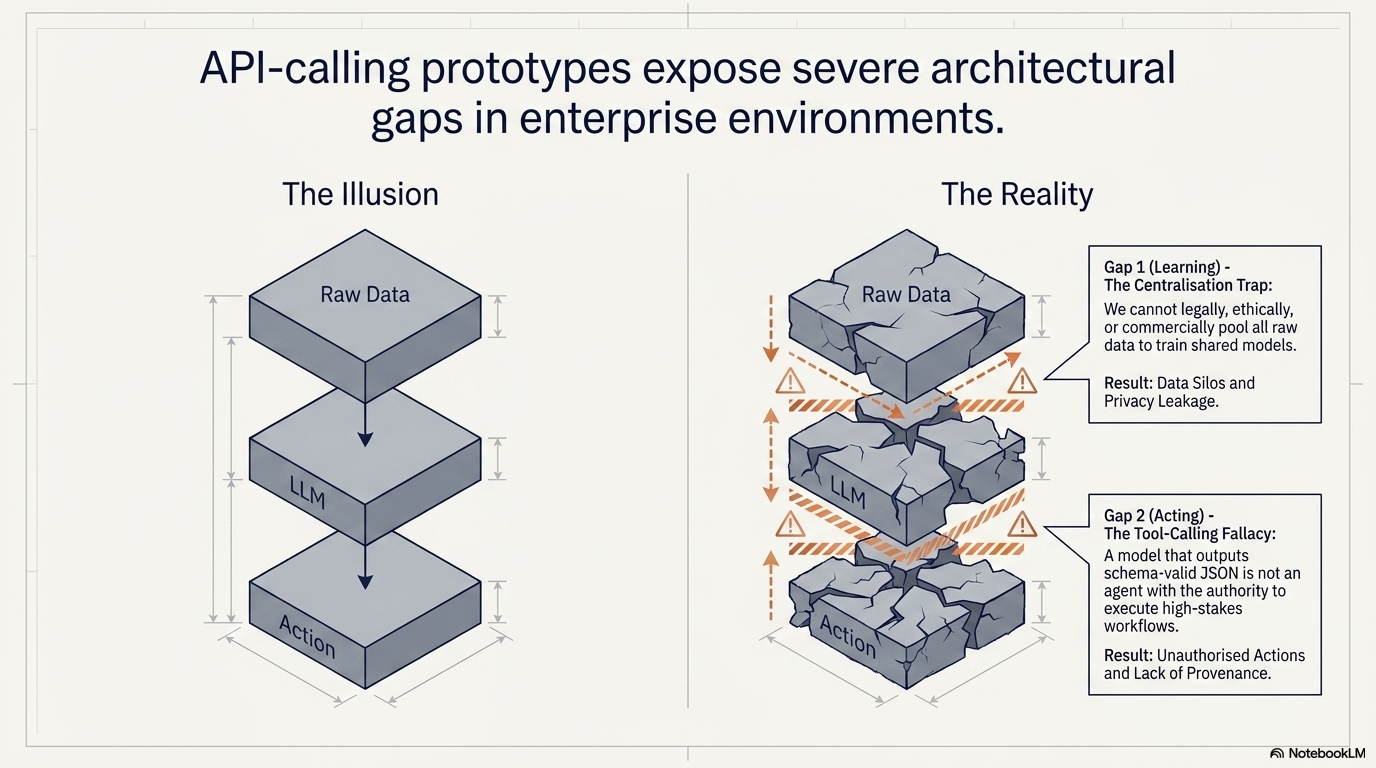 API-calling prototypes expose severe architectural
gaps in enterprise environments.
The Illusion
Raw Data
LLM
Action
The Reality
Raw Data
LLM
Action
Gap 1 (Learning) -
The Centralisation Trap:
We cannot legally, ethically,
or commercially pool all raw
data to train shared models.
Result: Data Silos and
Privacy Leakage.
Gap 2 (Acting) -
The Tool-Calling Fallacy:
A model that outputs
schema-valid JSON is not an
agent with the authority to
execute high-stakes
workflows.
Result: Unauthorised Actions
and Lack of Provenance.
NotebookLM